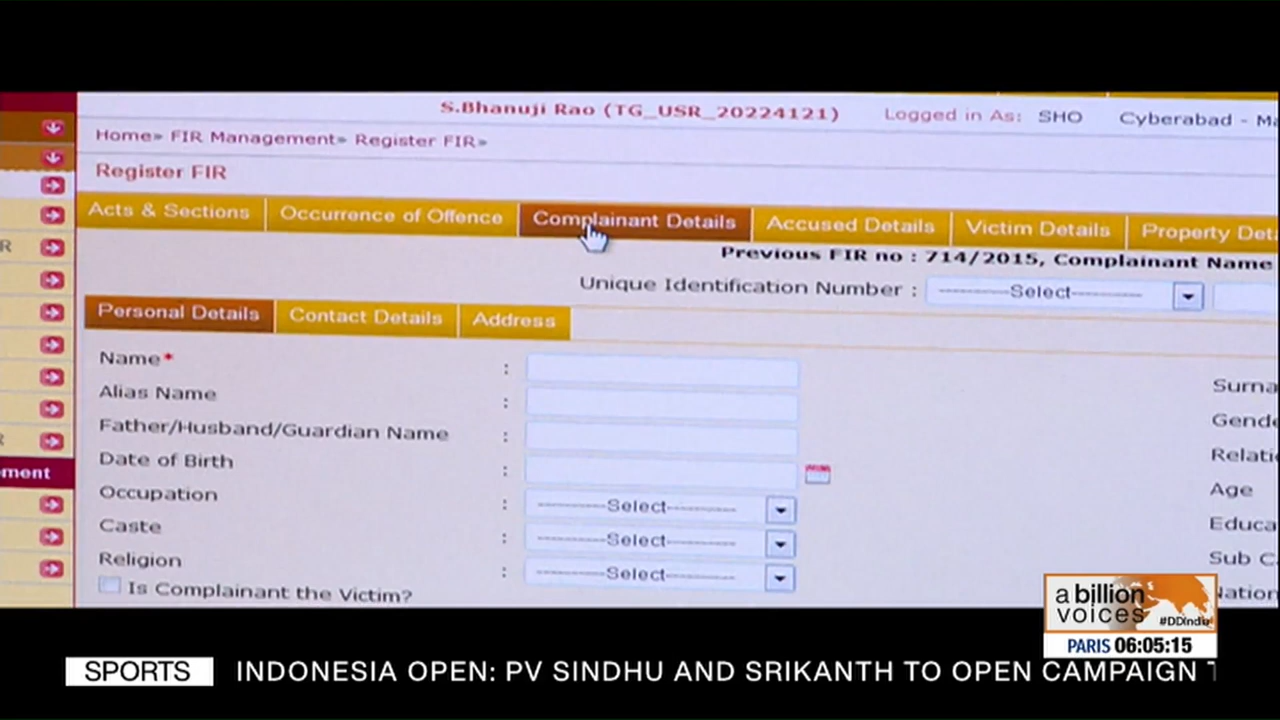 S.Bhanuji Rao (TG_USR_20224121) Logged in As: SHO Cyberabad - Ma
Home» FIR Management» Register FIR»
Register FIR
Acts & Sections Occurrence of Offence Complainant Details Accused Details Victim Details Property Det
Previous FIR no : 714/2015, Complainant Name
Unique Identification Number : ----------Select----------
Personal Details Contact Details Address
Name* :
Alias Name : Surna
Father/Husband/Guardian Name : Gende
Date of Birth : Relati
Occupation : ----------Select---------- Age
Caste : ----------Select---------- Educa
Religion : ----------Select---------- Sub C
Is Complainant the Victim? Nation
R
R
ement
a billion
voices #DDIndia
PARIS 06:05:15
SPORTS INDONESIA OPEN: PV SINDHU AND SRIKANTH TO OPEN CAMPAIGN